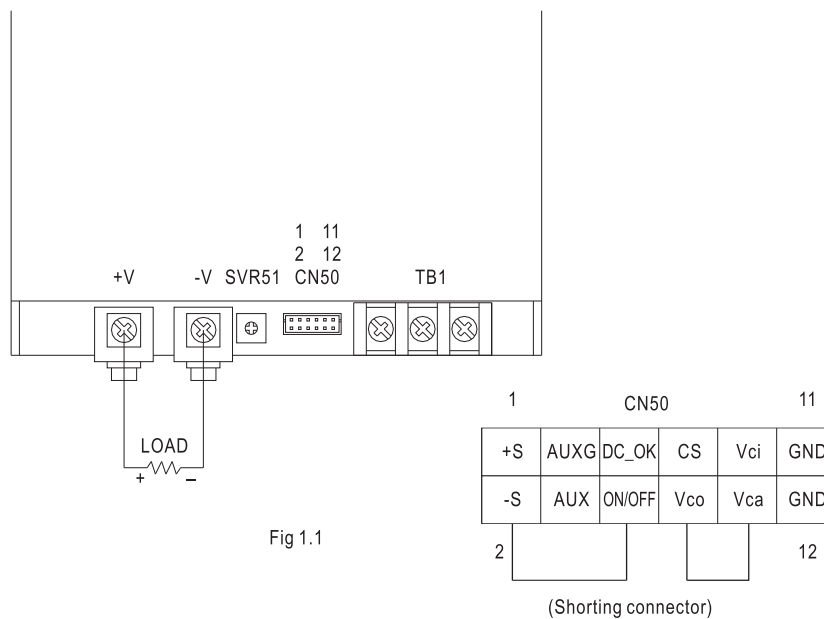 1 11
2 12
+V -V SVR51 CN50 TB1
LOAD
+ −
Fig 1.1
1 CN50 11
+S AUXG DC_OK CS Vci GND
-S AUX ON/OFF Vco Vca GND
2 12
(Shorting connector)